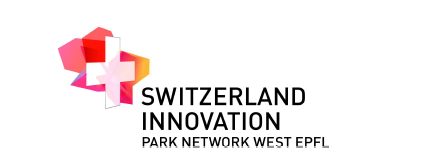 SWITZERLAND
INNOVATION
PARK NETWORK WEST EPFL